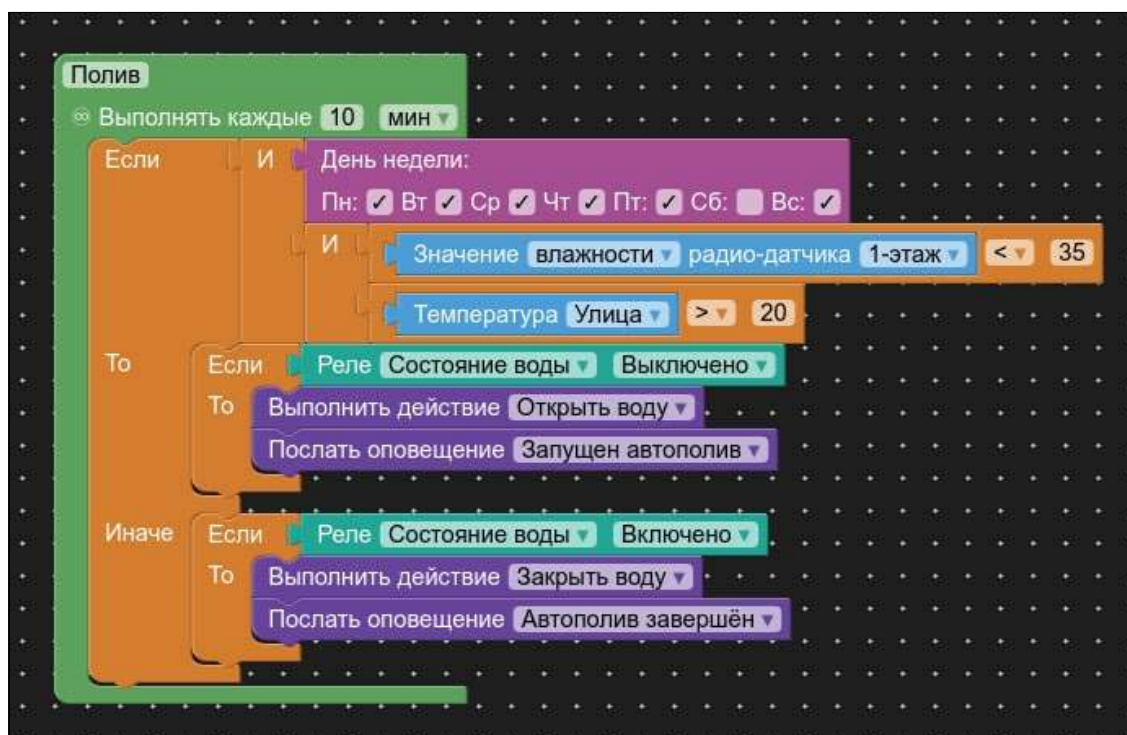 Полив
Выполнять каждые 10 мин
Если И День недели:
Пн: Вт Ср Чт Пт: Сб: Вс:
И Значение влажности радио-датчика 1-этаж < 35
Температура Улица > 20
То Если Реле Состояние воды Выключено
То Выполнить действие Открыть воду
Послать оповещение Запущен автополив
Иначе Если Реле Состояние воды Включено
То Выполнить действие Закрыть воду
Послать оповещение Автополив завершён